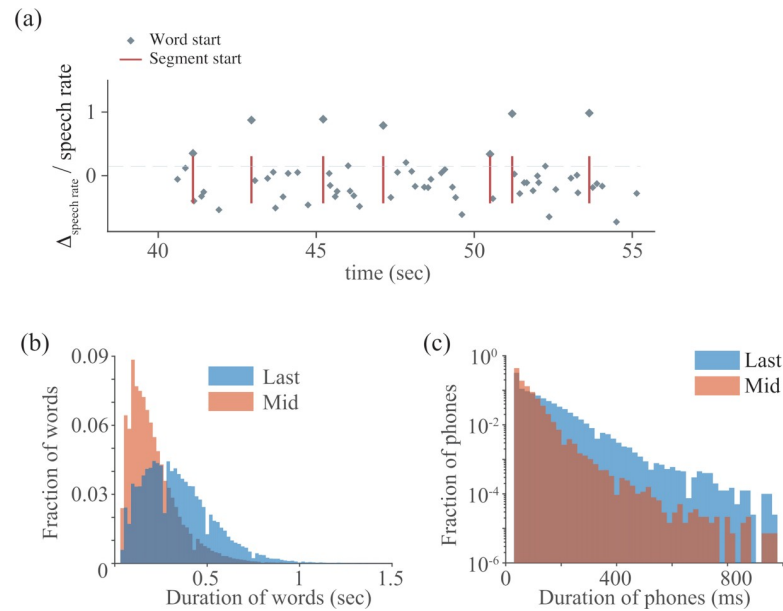 (a)
Word start
Segment start
Δspeech rate / speech rate
1
0
40
45
50
55
time (sec)
(b)
Fraction of words
0.09
0.06
0.03
0
0.5
1
1.5
Last
Mid
Duration of words (sec)
(c)
Fraction of phones
10^0
10^-2
10^-4
10^-6
0
400
800
Last
Mid
Duration of phones (ms)